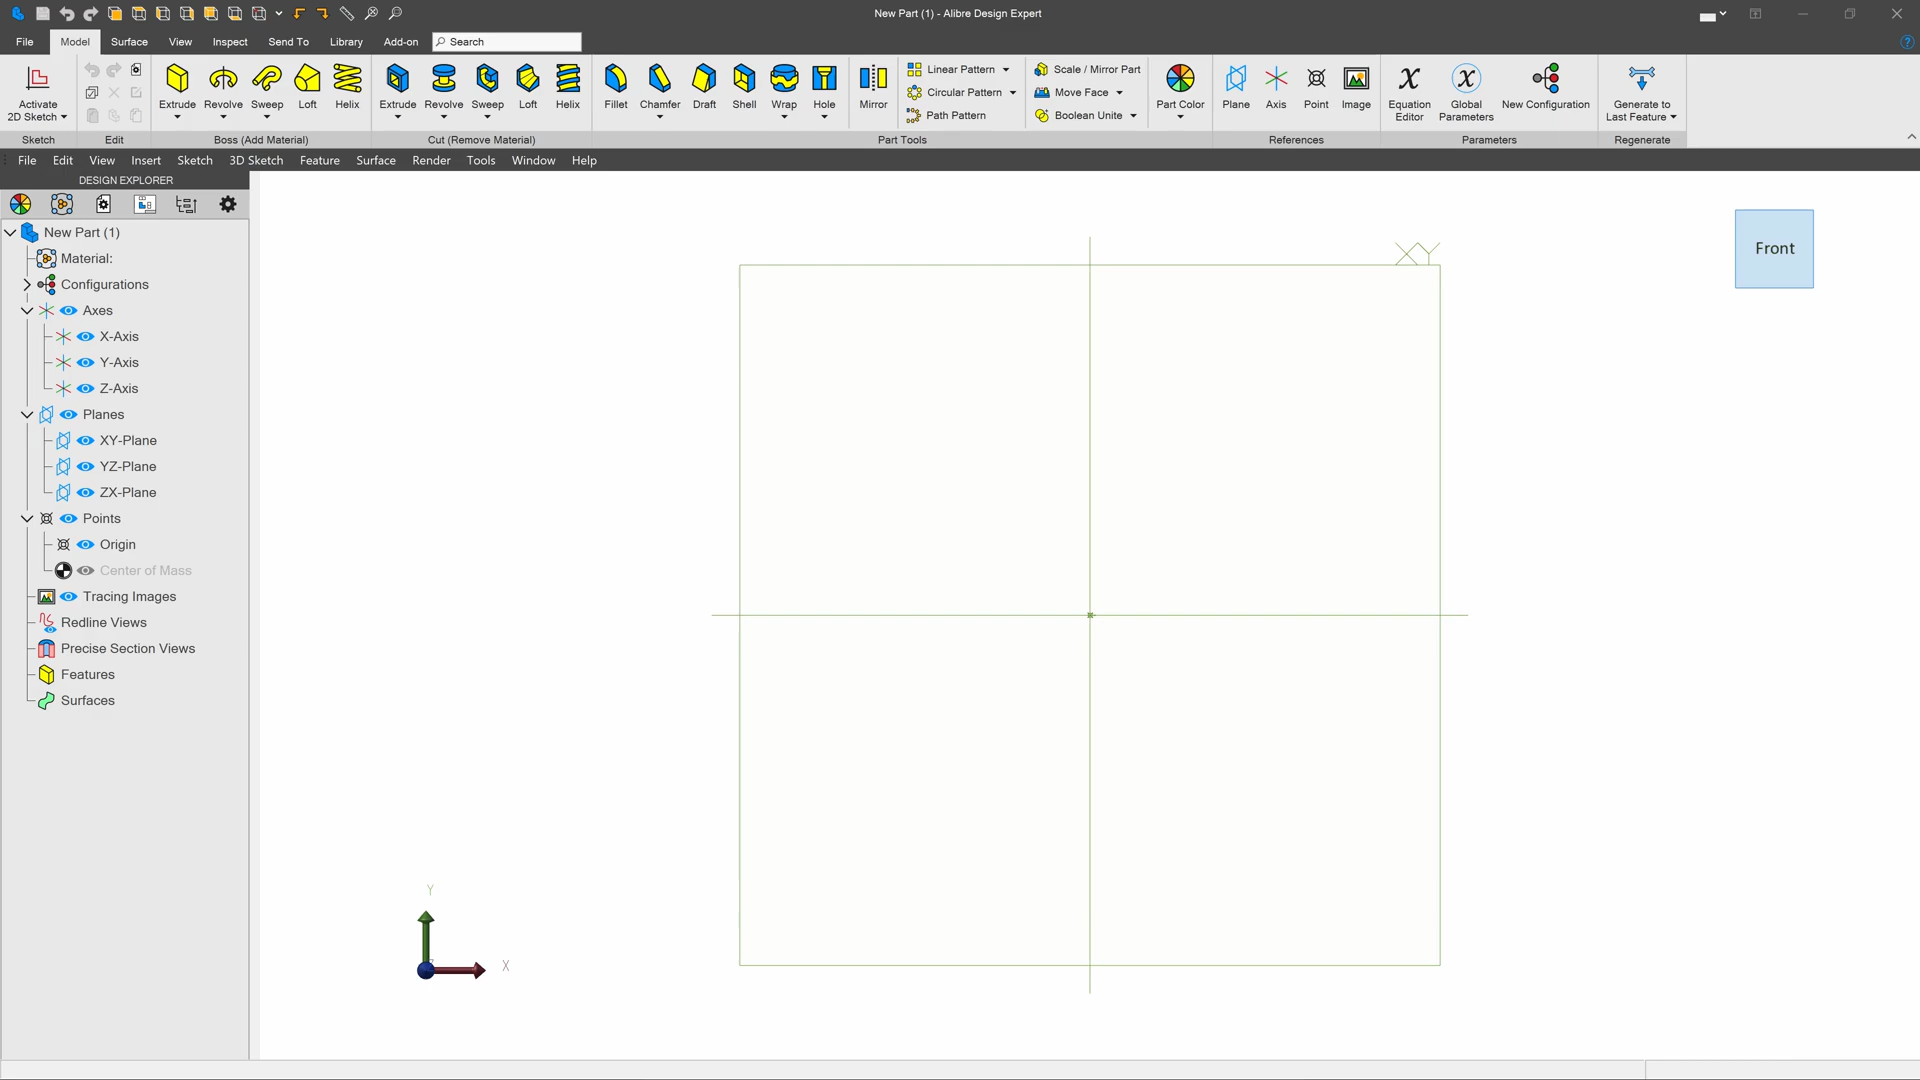 New Part (1) - Alibre Design Expert
File Model Surface View Inspect Send To Library Add-on Search
Activate 2D Sketch
Extrude Revolve Sweep Loft Helix
Extrude Revolve Sweep Loft Helix
Fillet Chamfer Draft Shell Wrap Hole Mirror
Linear Pattern
Circular Pattern
Path Pattern
Scale / Mirror Part
Move Face
Boolean Unite
Part Color
Plane Axis Point Image
Equation Editor
Global Parameters
New Configuration
Generate to Last Feature
Sketch Edit Boss (Add Material) Cut (Remove Material) Part Tools References Parameters Regenerate
File Edit View Insert Sketch 3D Sketch Feature Surface Render Tools Window Help
DESIGN EXPLORER
New Part (1)
Material:
Configurations
Axes
X-Axis
Y-Axis
Z-Axis
Planes
XY-Plane
YZ-Plane
ZX-Plane
Points
Origin
Center of Mass
Tracing Images
Redline Views
Precise Section Views
Features
Surfaces
XY
Front
Y
X